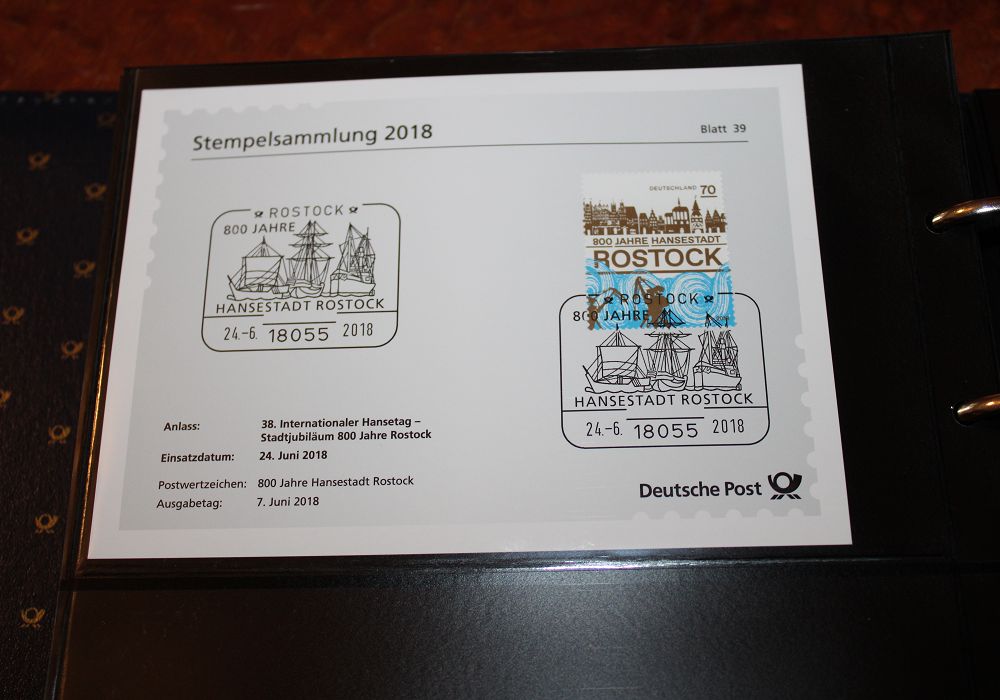 Stempelsammlung 2018
Blatt 39
ROSTOCK
800 JAHRE
HANSESTADT ROSTOCK
24.-6. 18055 2018
DEUTSCHLAND 70
800 JAHRE HANSESTADT
ROSTOCK
ROSTOCK
800 JAHRE
HANSESTADT ROSTOCK
24.-6. 18055 2018
Anlass: 38. Internationaler Hansetag –
Stadtjubiläum 800 Jahre Rostock
Einsatzdatum: 24. Juni 2018
Postwertzeichen: 800 Jahre Hansestadt Rostock
Ausgabetag: 7. Juni 2018
Deutsche Post